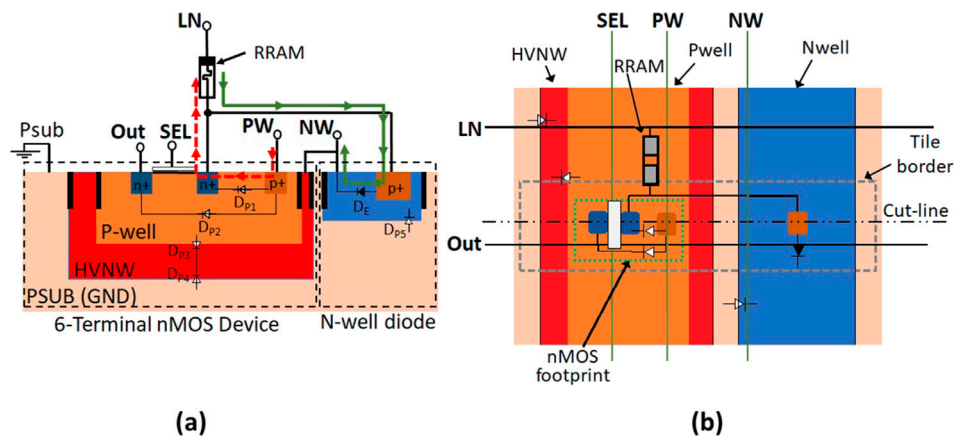 LN
RRAM
Psub
Out
SEL
PW
NW
n+
n+
p+
p+
DP1
DE
DP2
DP5
P-well
DP3
HVNW
DP4
PSUB (GND)
6-Terminal nMOS Device
N-well diode
(a)
SEL
PW
NW
HVNW
RRAM
Pwell
Nwell
LN
Tile
border
Cut-line
Out
nMOS
footprint
(b)